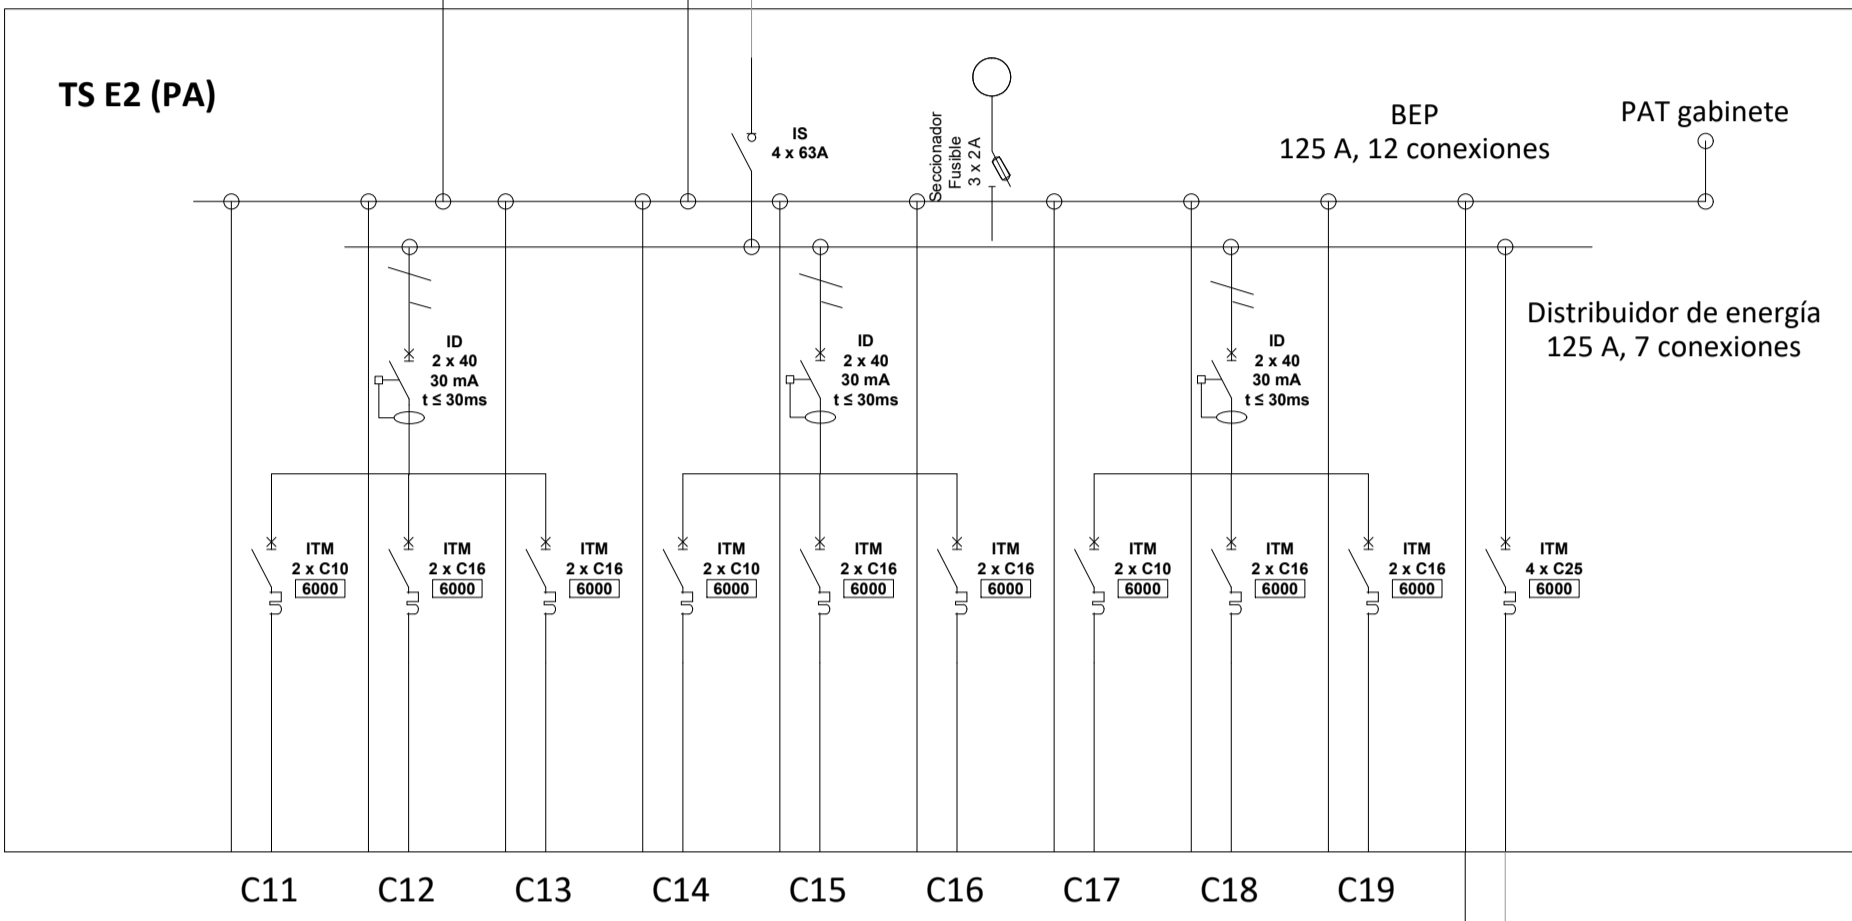 TS E2 (PA)
IS
4 x 63A
Seccionador
Fusible
3 x 2A
BEP
125 A, 12 conexiones
PAT gabinete
Distribuidor de energía
125 A, 7 conexiones
ID
2 x 40
30 mA
t ≤ 30ms
ID
2 x 40
30 mA
t ≤ 30ms
ID
2 x 40
30 mA
t ≤ 30ms
ITM
2 x C10
6000
ITM
2 x C16
6000
ITM
2 x C16
6000
ITM
2 x C10
6000
ITM
2 x C16
6000
ITM
2 x C16
6000
ITM
2 x C10
6000
ITM
2 x C16
6000
ITM
2 x C16
6000
ITM
4 x C25
6000
C11
C12
C13
C14
C15
C16
C17
C18
C19